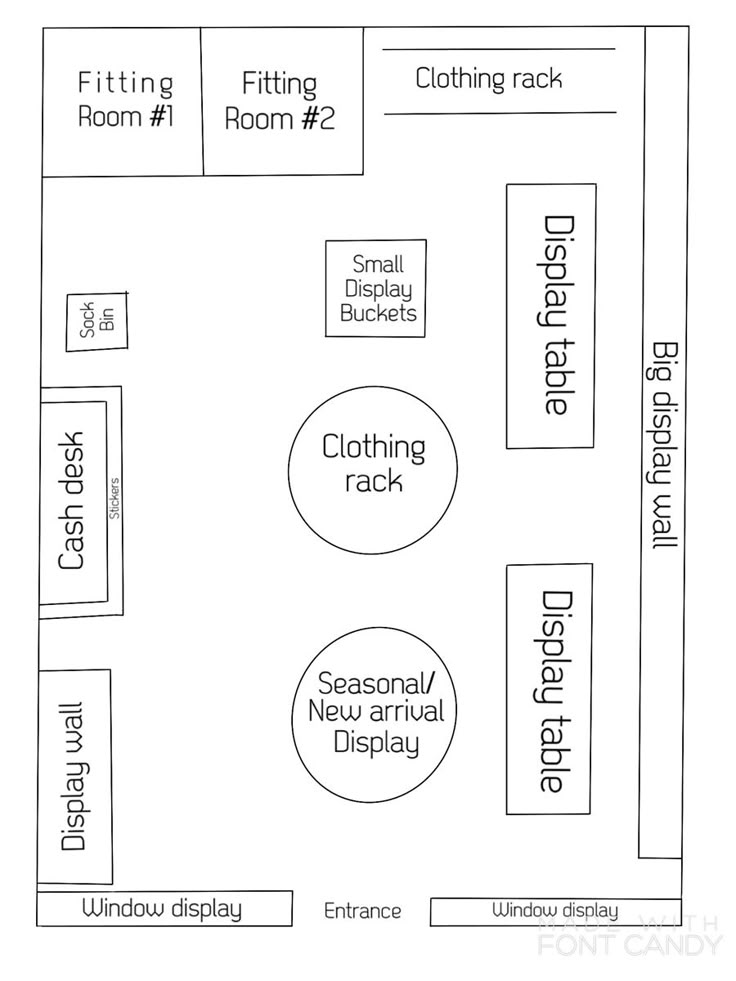 Fitting
Room #1
Fitting
Room #2
Clothing rack
Small
Display
Buckets
Display table
Sock
Bin
Big display wall
Clothing
rack
Cash desk
Stickers
Display table
Seasonal/
New arrival
Display
Display wall
Window display
Entrance
Window display
MADE WITH
FONT CANDY